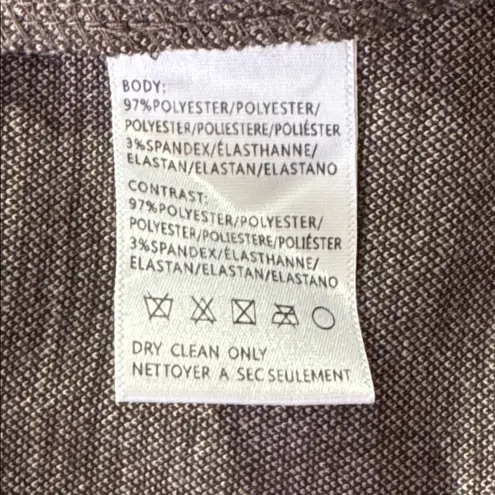 BODY:
97%POLYESTER/POLYESTER/
POLYESTER/POLIESTERE/POLIÉSTER
3%SPANDEX/ÉLASTHANNE/
ELASTAN/ELASTAN/ELASTANO
CONTRAST:
97%POLYESTER/POLYESTER/
POLYESTER/POLIESTERE/POLIÉSTER
3%SPANDEX/ÉLASTHANNE/
ELASTAN/ELASTAN/ELASTANO
DRY CLEAN ONLY
NETTOYER A SEC SEULEMENT